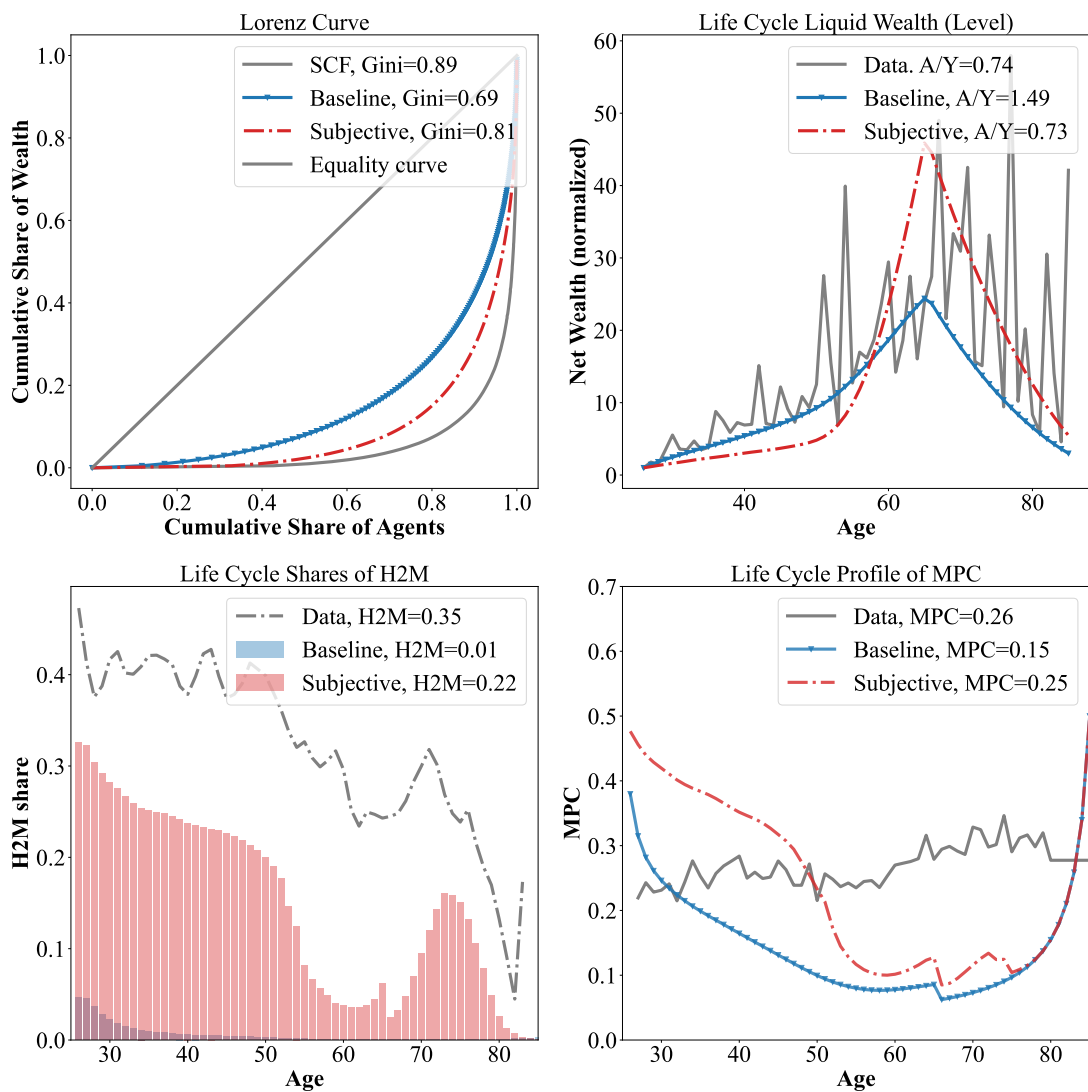 Lorenz Curve
SCF, Gini=0.89
Baseline, Gini=0.69
Subjective, Gini=0.81
Equality curve
Cumulative Share of Wealth
1.0
0.8
0.6
0.4
0.2
0.0
0.0 0.2 0.4 0.6 0.8 1.0
Cumulative Share of Agents
Life Cycle Liquid Wealth (Level)
Data. A/Y=0.74
Baseline, A/Y=1.49
Subjective, A/Y=0.73
Net Wealth (normalized)
60
50
40
30
20
10
0
40 60 80
Age
Life Cycle Shares of H2M
Data, H2M=0.35
Baseline, H2M=0.01
Subjective, H2M=0.22
H2M share
0.4
0.3
0.2
0.1
0.0
30 40 50 60 70 80
Age
Life Cycle Profile of MPC
Data, MPC=0.26
Baseline, MPC=0.15
Subjective, MPC=0.25
MPC
0.7
0.6
0.5
0.4
0.3
0.2
0.1
0.0
30 40 50 60 70 80
Age